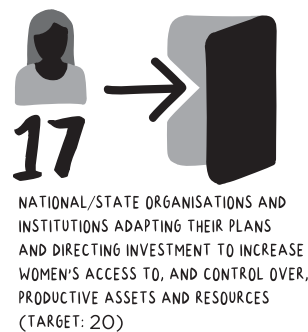 17
NATIONAL/STATE ORGANISATIONS AND
INSTITUTIONS ADAPTING THEIR PLANS
AND DIRECTING INVESTMENT TO INCREASE
WOMEN'S ACCESS TO, AND CONTROL OVER,
PRODUCTIVE ASSETS AND RESOURCES
(TARGET: 20)